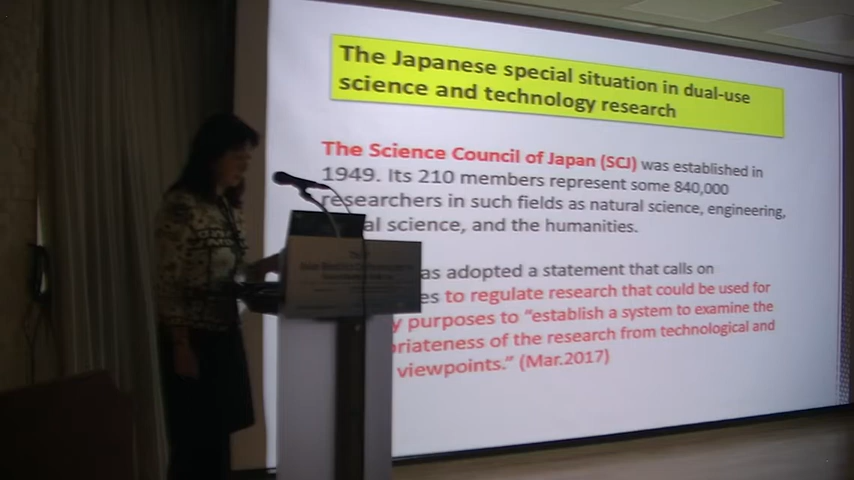 The Japanese special situation in dual-use
science and technology research
The Science Council of Japan (SCJ) was established in
1949. Its 210 members represent some 840,000
researchers in such fields as natural science, engineering,
al science, and the humanities.
as adopted a statement that calls on
es to regulate research that could be used for
y purposes to “establish a system to examine the
riateness of the research from technological and
viewpoints.” (Mar.2017)